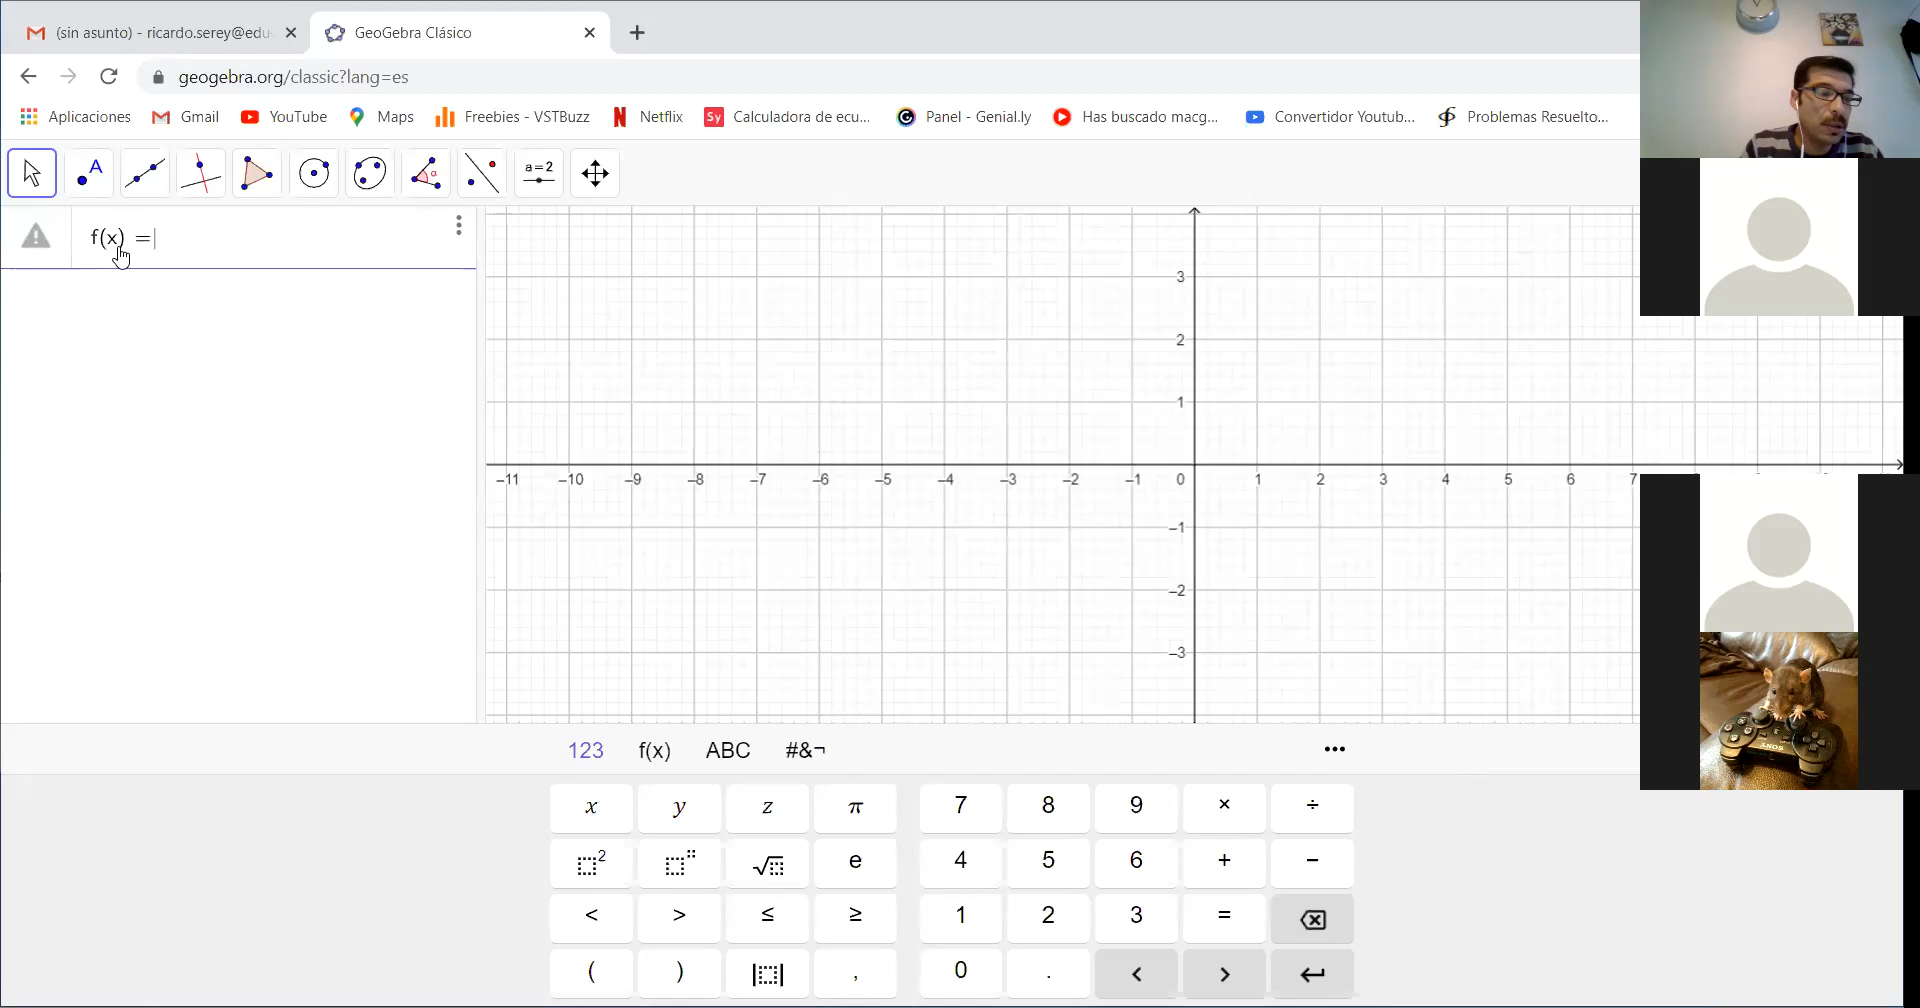 (sin asunto) - ricardo.serey@edu
GeoGebra Clásico
geogebra.org/classic?lang=es
Aplicaciones
Gmail
YouTube
Maps
Freebies - VSTBuzz
Netflix
Sy
Calculadora de ecu...
Panel - Genial.ly
Has buscado macg...
Convertidor Youtub...
Problemas Resuelto...
A
α
a=2
f(x) =
3
2
1
–11 –10 –9 –8 –7 –6 –5 –4 –3 –2 –1 0 1 2 3 4 5 6 7
–1
–2
–3
SONY
123 f(x) ABC #&¬ •••
x y z π 7 8 9 × ÷
2 √ e 4 5 6 + −
< > ≤ ≥ 1 2 3 =
( ) | | , 0 . < >